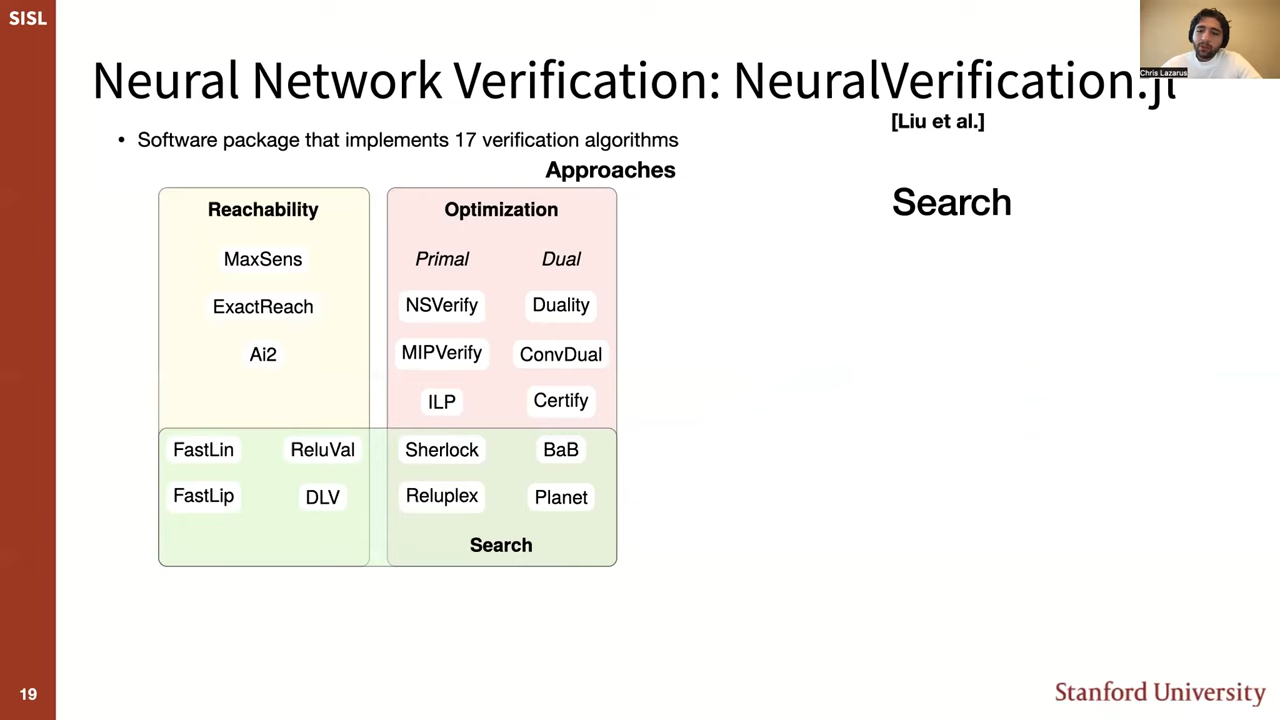 SISL
Chris Lazarus
Neural Network Verification: NeuralVerification.jl
[Liu et al.]
• Software package that implements 17 verification algorithms
Approaches
Search
Reachability
MaxSens
ExactReach
Ai2
Optimization
Primal Dual
NSVerify Duality
MIPVerify ConvDual
ILP Certify
FastLin ReluVal Sherlock BaB
FastLip DLV Reluplex Planet
Search
19
Stanford University